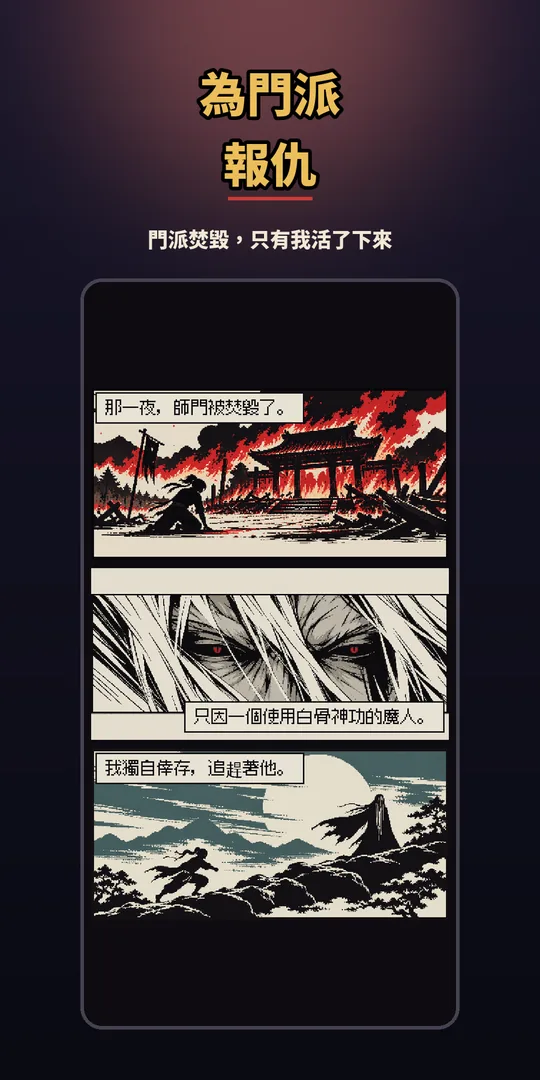 為門派
報仇
門派焚毀，只有我活了下來
那一夜，師門被焚毀了。
只因一個使用白骨神功的魔人。
我獨自倖存，追趕著他。